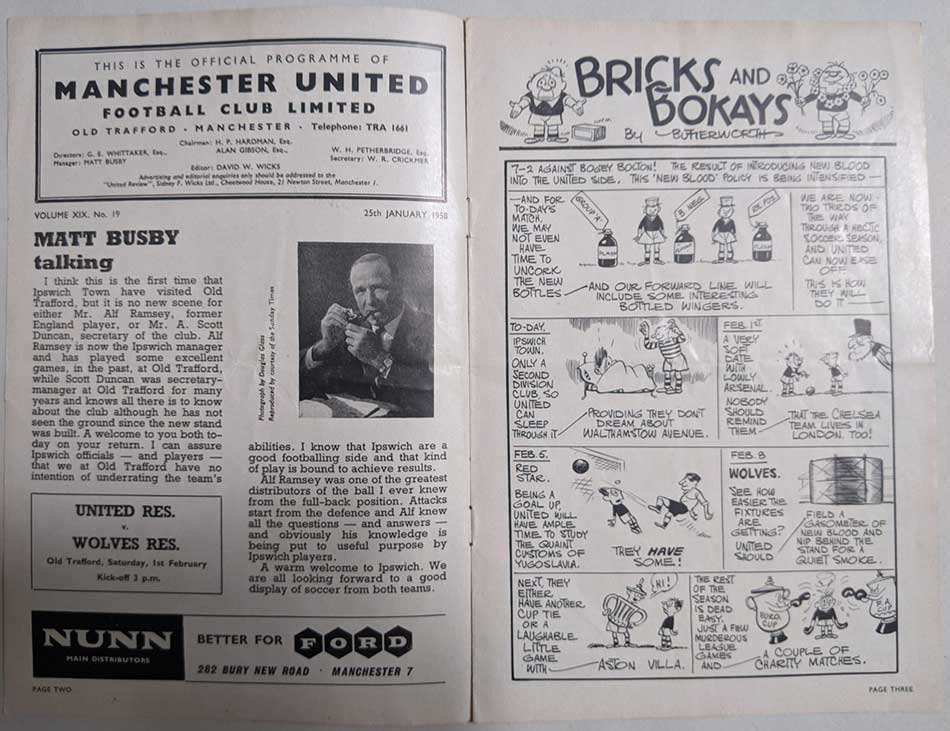 THIS IS THE OFFICIAL PROGRAMME OF
MANCHESTER UNITED
FOOTBALL CLUB LIMITED
OLD TRAFFORD · MANCHESTER · Telephone: TRA 1661
Chairman: H. P. HARDMAN, Esq.
Directors: G. E. WHITTAKER, Esq., ALAN GIBSON, Esq., W. H. PETHERBRIDGE, Esq.
Manager: MATT BUSBY Secretary: W. R. CRICKMER
Editor: DAVID W. WICKS
Advertising and editorial enquiries only should be addressed to the
"United Review", Sidney F. Wicks Ltd., Cheetwood House, 21 Newton Street, Manchester 1.
VOLUME XIX. No. 19 25th JANUARY 1958
MATT BUSBY
talking
I think this is the first time that
Ipswich Town have visited Old
Trafford, but it is no new scene for
either Mr. Alf Ramsey, former
England player, or Mr. A. Scott
Duncan, secretary of the club. Alf
Ramsey is now the Ipswich manager
and has played some excellent
games, in the past, at Old Trafford,
while Scott Duncan was secretary-
manager at Old Trafford for many
years and knows all there is to know
about the club although he has not
seen the ground since the new stand
was built. A welcome to you both to-
day on your return. I can assure
Ipswich officials — and players —
that we at Old Trafford have no
intention of underrating the team's
Photograph by Douglas Glass
Reproduced by courtesy of the Sunday Times
abilities. I know that Ipswich are a
good footballing side and that kind
of play is bound to achieve results.
Alf Ramsey was one of the greatest
distributors of the ball I ever knew
from the full-back position. Attacks
start from the defence and Alf knew
all the questions — and answers —
and obviously his knowledge is
being put to useful purpose by
Ipswich players.
A warm welcome to Ipswich. We
are all looking forward to a good
display of soccer from both teams.
UNITED RES.
v.
WOLVES RES.
Old Trafford, Saturday, 1st February
Kick-off 3 p.m.
NUNN
MAIN DISTRIBUTORS
BETTER FOR FORD
282 BURY NEW ROAD · MANCHESTER 7
PAGE TWO
BRICKS AND
BOKAYS
By BUTTERWORTH
7-2 AGAINST BOGEY BOLTON! THE RESULT OF INTRODUCING NEW BLOOD
INTO THE UNITED SIDE. THIS 'NEW BLOOD' POLICY IS BEING INTENSIFIED —
—AND FOR
TO-DAY'S
MATCH,
WE MAY
NOT EVEN
HAVE
TIME TO
UNCORK
THE NEW
BOTTLES —
GROUP 'A'
B NEG.
RH. POS.
PLASMA
—AND OUR FORWARD LINE WILL
INCLUDE SOME INTERESTING
BOTTLED WINGERS.
WE ARE NOW
TWO THIRDS OF
THE WAY
THROUGH A HECTIC
SOCCER SEASON,
AND UNITED
CAN NOW EASE
OFF.
THIS IS HOW
THEY WILL
DO IT —
TO-DAY,
IPSWICH
TOWN.
ONLY A
SECOND
DIVISION
CLUB, SO
UNITED
CAN
SLEEP
THROUGH IT —
PROVIDING THEY DON'T
DREAM ABOUT
WALTHAMSTOW AVENUE.
FEB. 1st
A VERY
SOFT
DATE
WITH
LOWLY
ARSENAL.
NOBODY
SHOULD
REMIND
THEM —
—THAT THE CHELSEA
TEAM LIVES IN
LONDON, TOO!
FEB. 5.
RED
STAR.
BEING A
GOAL UP,
UNITED WILL
HAVE AMPLE
TIME TO STUDY
THE QUAINT
CUSTOMS OF
YUGOSLAVIA.
THEY HAVE
SOME!
FEB. 8
WOLVES.
SEE HOW
EASIER THE
FIXTURES
ARE
GETTING?
UNITED
SHOULD —
FIELD A
GASOMETER OF
NEW BLOOD AND
NIP BEHIND THE
STAND FOR A
QUIET SMOKE.
NEXT, THEY
EITHER
HAVE ANOTHER
CUP TIE
OR A
LAUGHABLE
LITTLE
GAME
WITH —
HI!
—ASTON VILLA.
THE REST
OF THE
SEASON
IS DEAD
EASY.
JUST A FEW
MURDEROUS
LEAGUE
GAMES
AND —
EURO.
CUP
F.A.
CUP
—A COUPLE OF
CHARITY MATCHES.
PAGE THREE